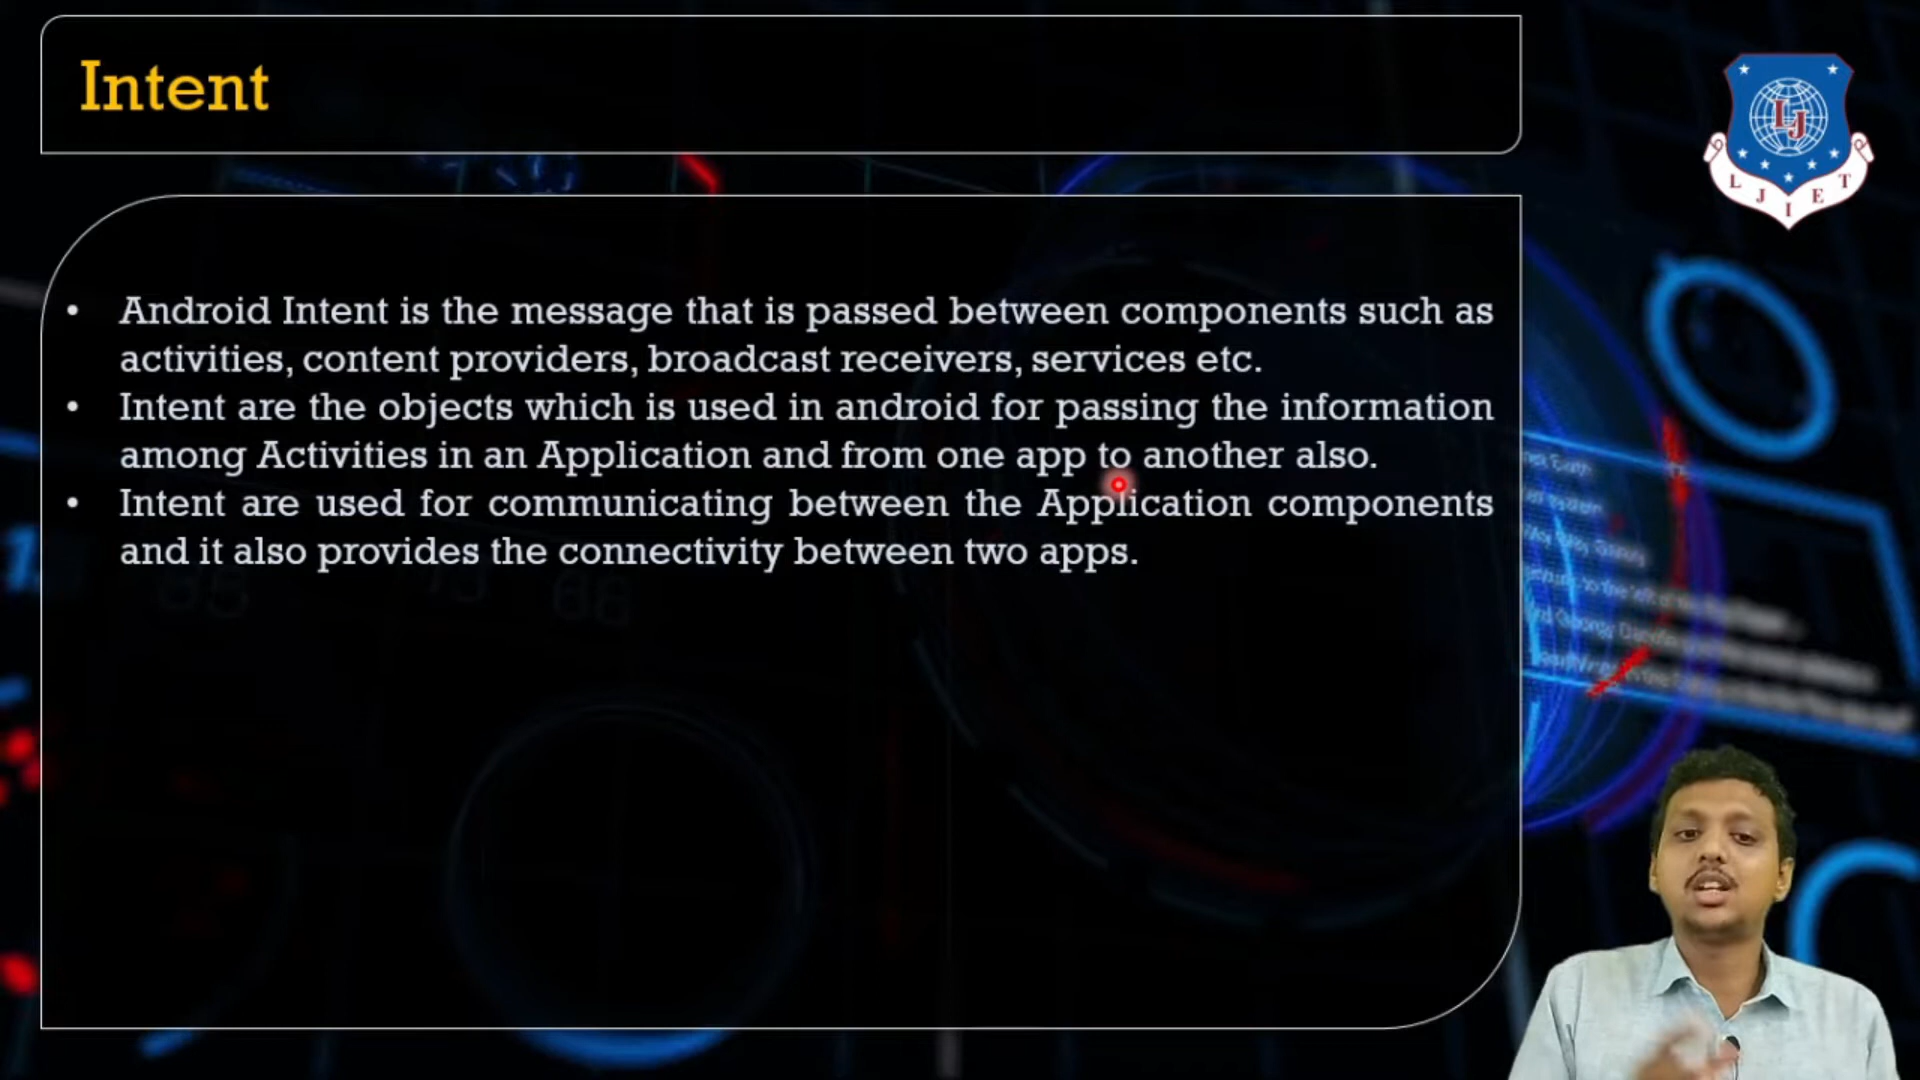 Intent
LJ
L J I E T
• Android Intent is the message that is passed between components such as
activities, content providers, broadcast receivers, services etc.
• Intent are the objects which is used in android for passing the information
among Activities in an Application and from one app to another also.
• Intent are used for communicating between the Application components
and it also provides the connectivity between two apps.